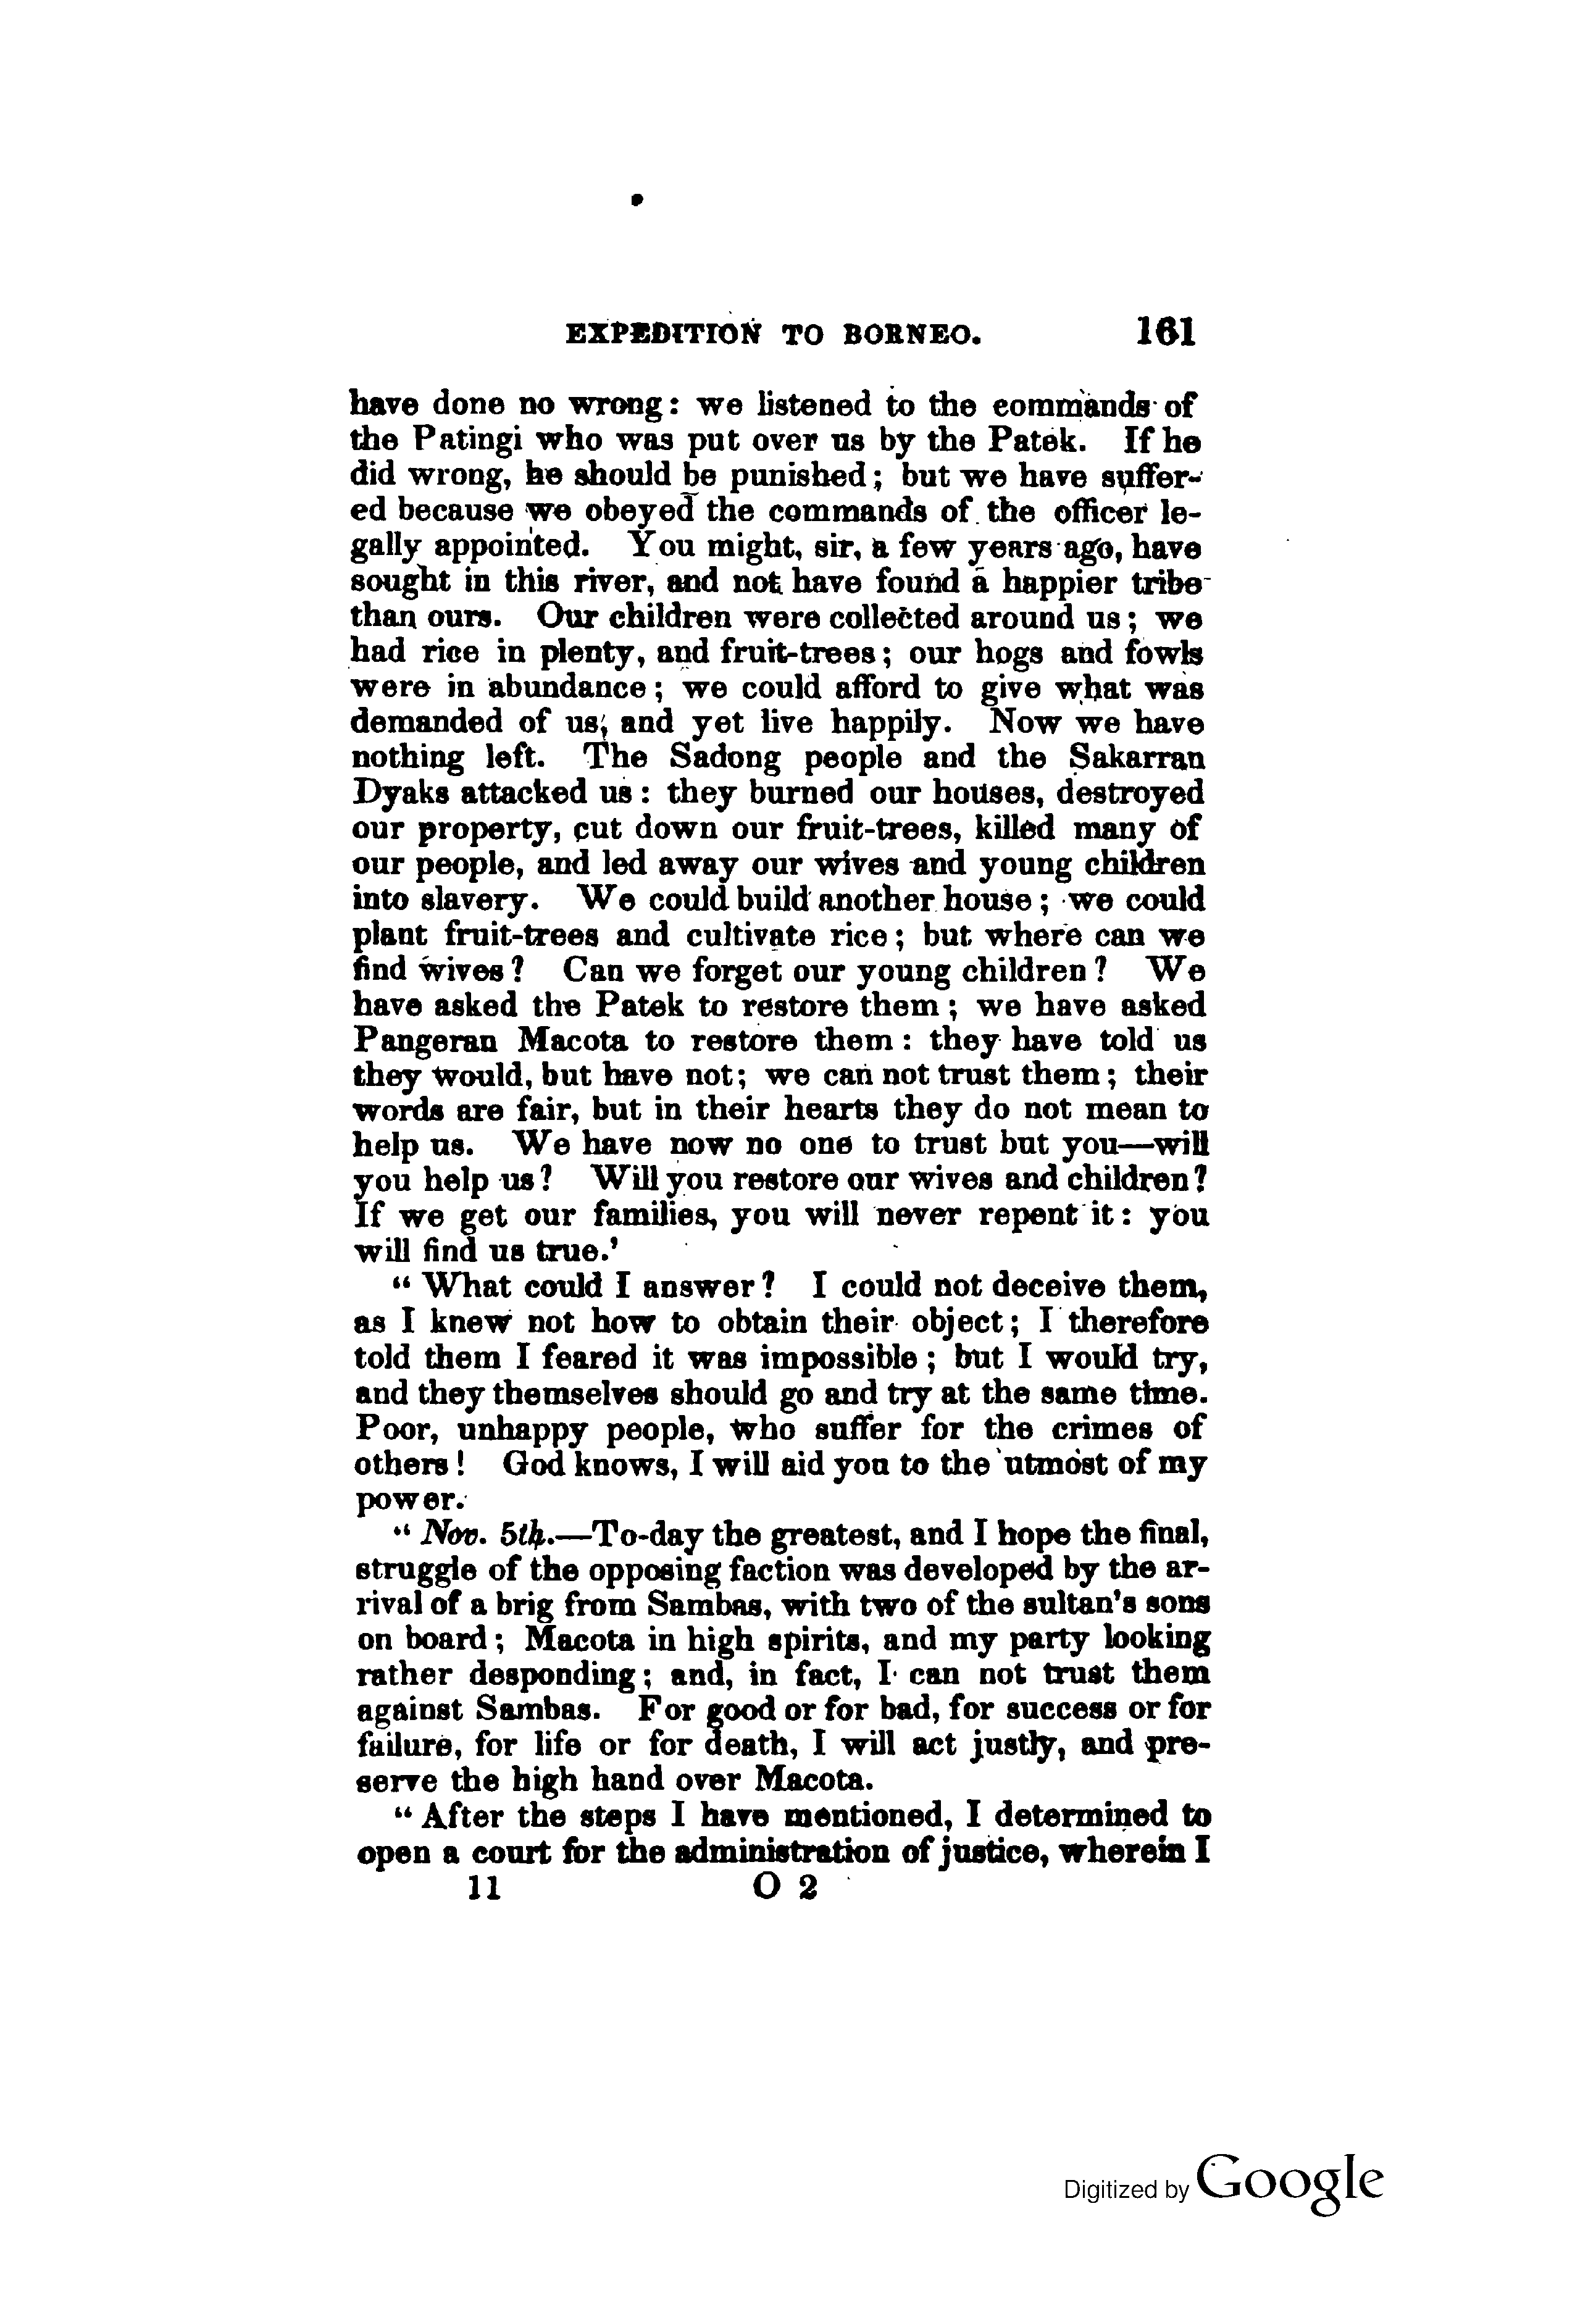 EXPEDITION TO BORNEO. 161
have done no wrong: we listened to the commands of
the Patingi who was put over us by the Patek. If he
did wrong, he should be punished; but we have suffer-
ed because we obeyed the commands of the officer le-
gally appointed. You might, sir, a few years ago, have
sought in this river, and not have found a happier tribe
than ours. Our children were collected around us; we
had rice in plenty, and fruit-trees; our hogs and fowls
were in abundance; we could afford to give what was
demanded of us, and yet live happily. Now we have
nothing left. The Sadong people and the Sakarran
Dyaks attacked us: they burned our houses, destroyed
our property, cut down our fruit-trees, killed many of
our people, and led away our wives and young children
into slavery. We could build another house; we could
plant fruit-trees and cultivate rice; but where can we
find wives? Can we forget our young children? We
have asked the Patek to restore them; we have asked
Pangeran Macota to restore them: they have told us
they would, but have not; we can not trust them; their
words are fair, but in their hearts they do not mean to
help us. We have now no one to trust but you—will
you help us? Will you restore our wives and children?
If we get our families, you will never repent it: you
will find us true.'
“ What could I answer? I could not deceive them,
as I knew not how to obtain their object; I therefore
told them I feared it was impossible; but I would try,
and they themselves should go and try at the same time.
Poor, unhappy people, who suffer for the crimes of
others! God knows, I will aid you to the utmost of my
power.
“ Nov. 5th.—To-day the greatest, and I hope the final,
struggle of the opposing faction was developed by the ar-
rival of a brig from Sambas, with two of the sultan's sons
on board; Macota in high spirits, and my party looking
rather desponding; and, in fact, I can not trust them
against Sambas. For good or for bad, for success or for
failure, for life or for death, I will act justly, and pre-
serve the high hand over Macota.
“ After the steps I have mentioned, I determined to
open a court for the administration of justice, wherein I
11 O 2
Digitized by Google